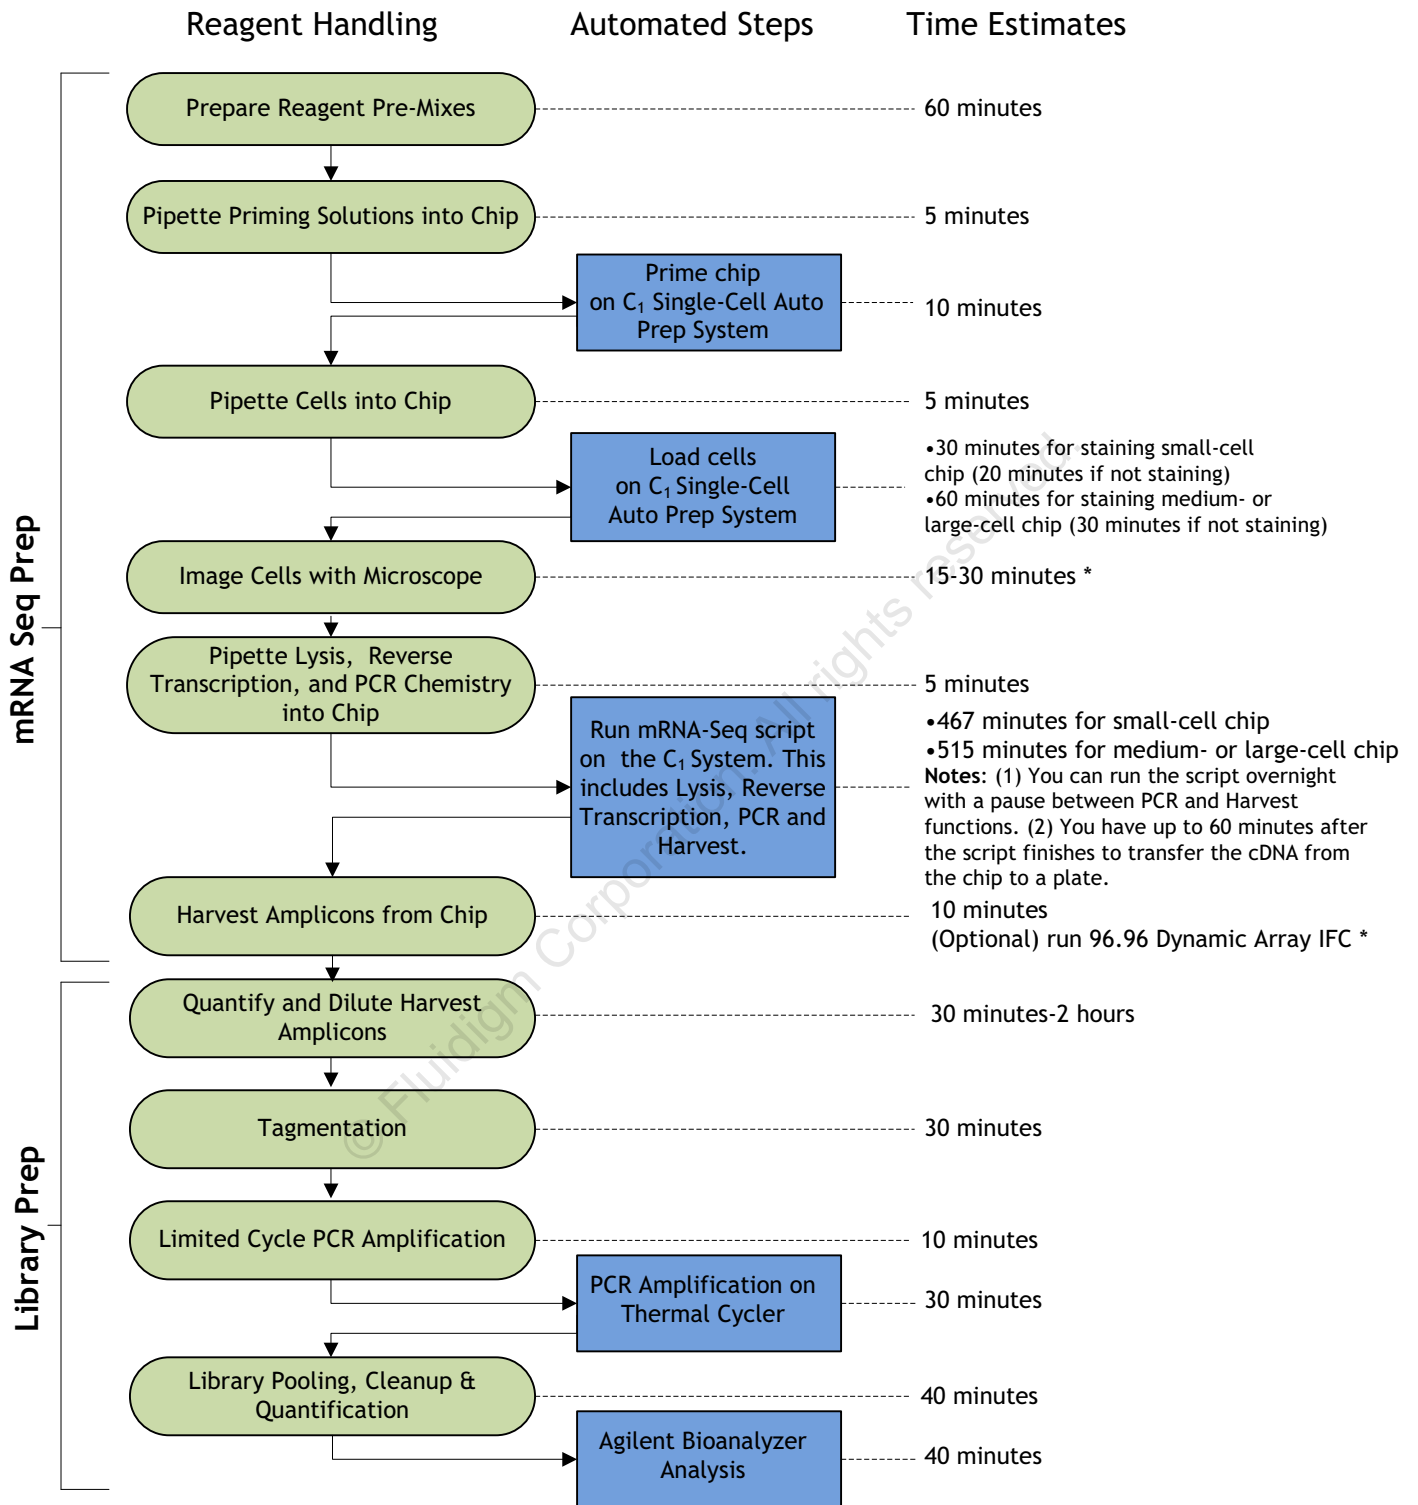 Reagent Handling
Automated Steps
Time Estimates
mRNA Seq Prep
Prepare Reagent Pre-Mixes
60 minutes
Pipette Priming Solutions into Chip
5 minutes
Prime chip
on C₁ Single-Cell Auto
Prep System
10 minutes
Pipette Cells into Chip
5 minutes
Load cells
on C₁ Single-Cell
Auto Prep System
•30 minutes for staining small-cell
chip (20 minutes if not staining)
•60 minutes for staining medium- or
large-cell chip (30 minutes if not staining)
Image Cells with Microscope
15-30 minutes *
Pipette Lysis, Reverse
Transcription, and PCR Chemistry
into Chip
5 minutes
Run mRNA-Seq script
on the C₁ System. This
includes Lysis, Reverse
Transcription, PCR and
Harvest.
•467 minutes for small-cell chip
•515 minutes for medium- or large-cell chip
Notes: (1) You can run the script overnight
with a pause between PCR and Harvest
functions. (2) You have up to 60 minutes after
the script finishes to transfer the cDNA from
the chip to a plate.
Harvest Amplicons from Chip
10 minutes
(Optional) run 96.96 Dynamic Array IFC *
Library Prep
Quantify and Dilute Harvest
Amplicons
30 minutes-2 hours
Tagmentation
30 minutes
Limited Cycle PCR Amplification
10 minutes
PCR Amplification on
Thermal Cycler
30 minutes
Library Pooling, Cleanup &
Quantification
40 minutes
Agilent Bioanalyzer
Analysis
40 minutes
© Fluidigm Corporation. All rights reserved.